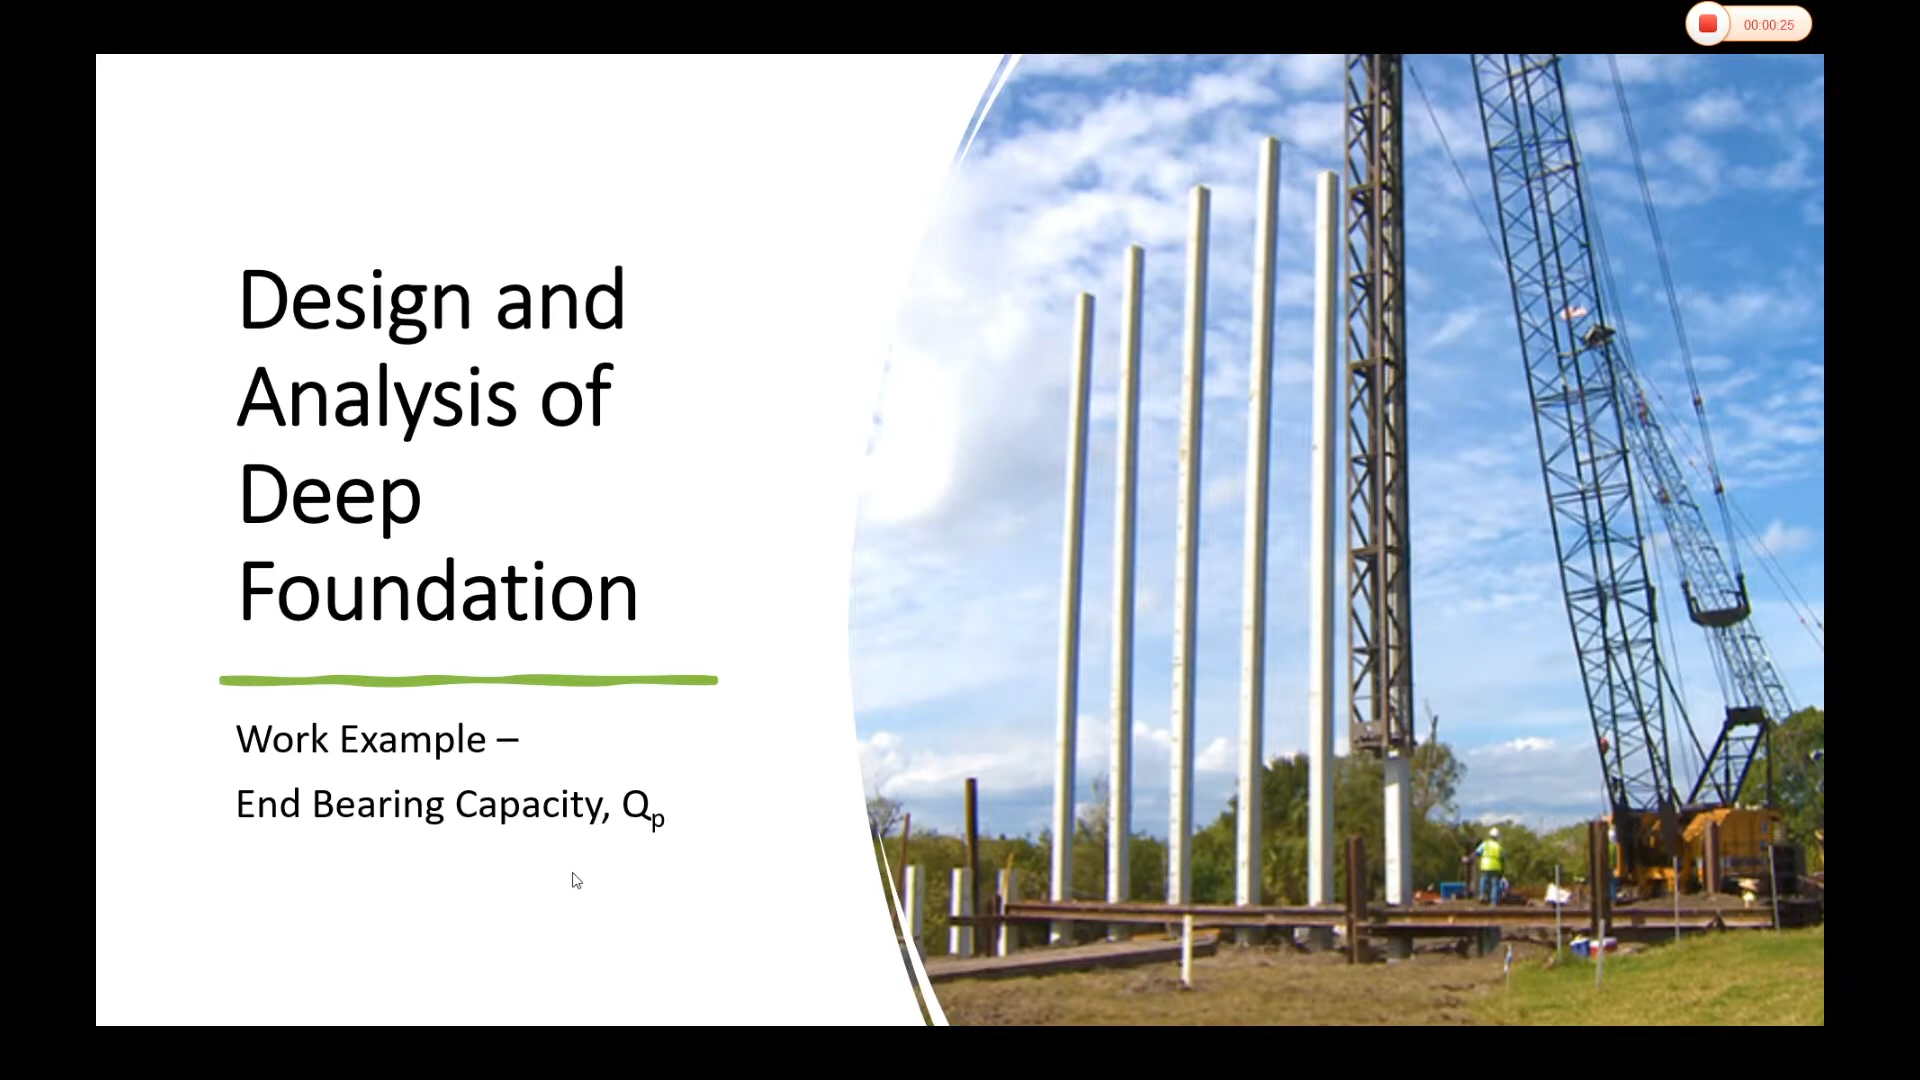 00:00:25
Design and
Analysis of
Deep
Foundation
Work Example –
End Bearing Capacity, Qp